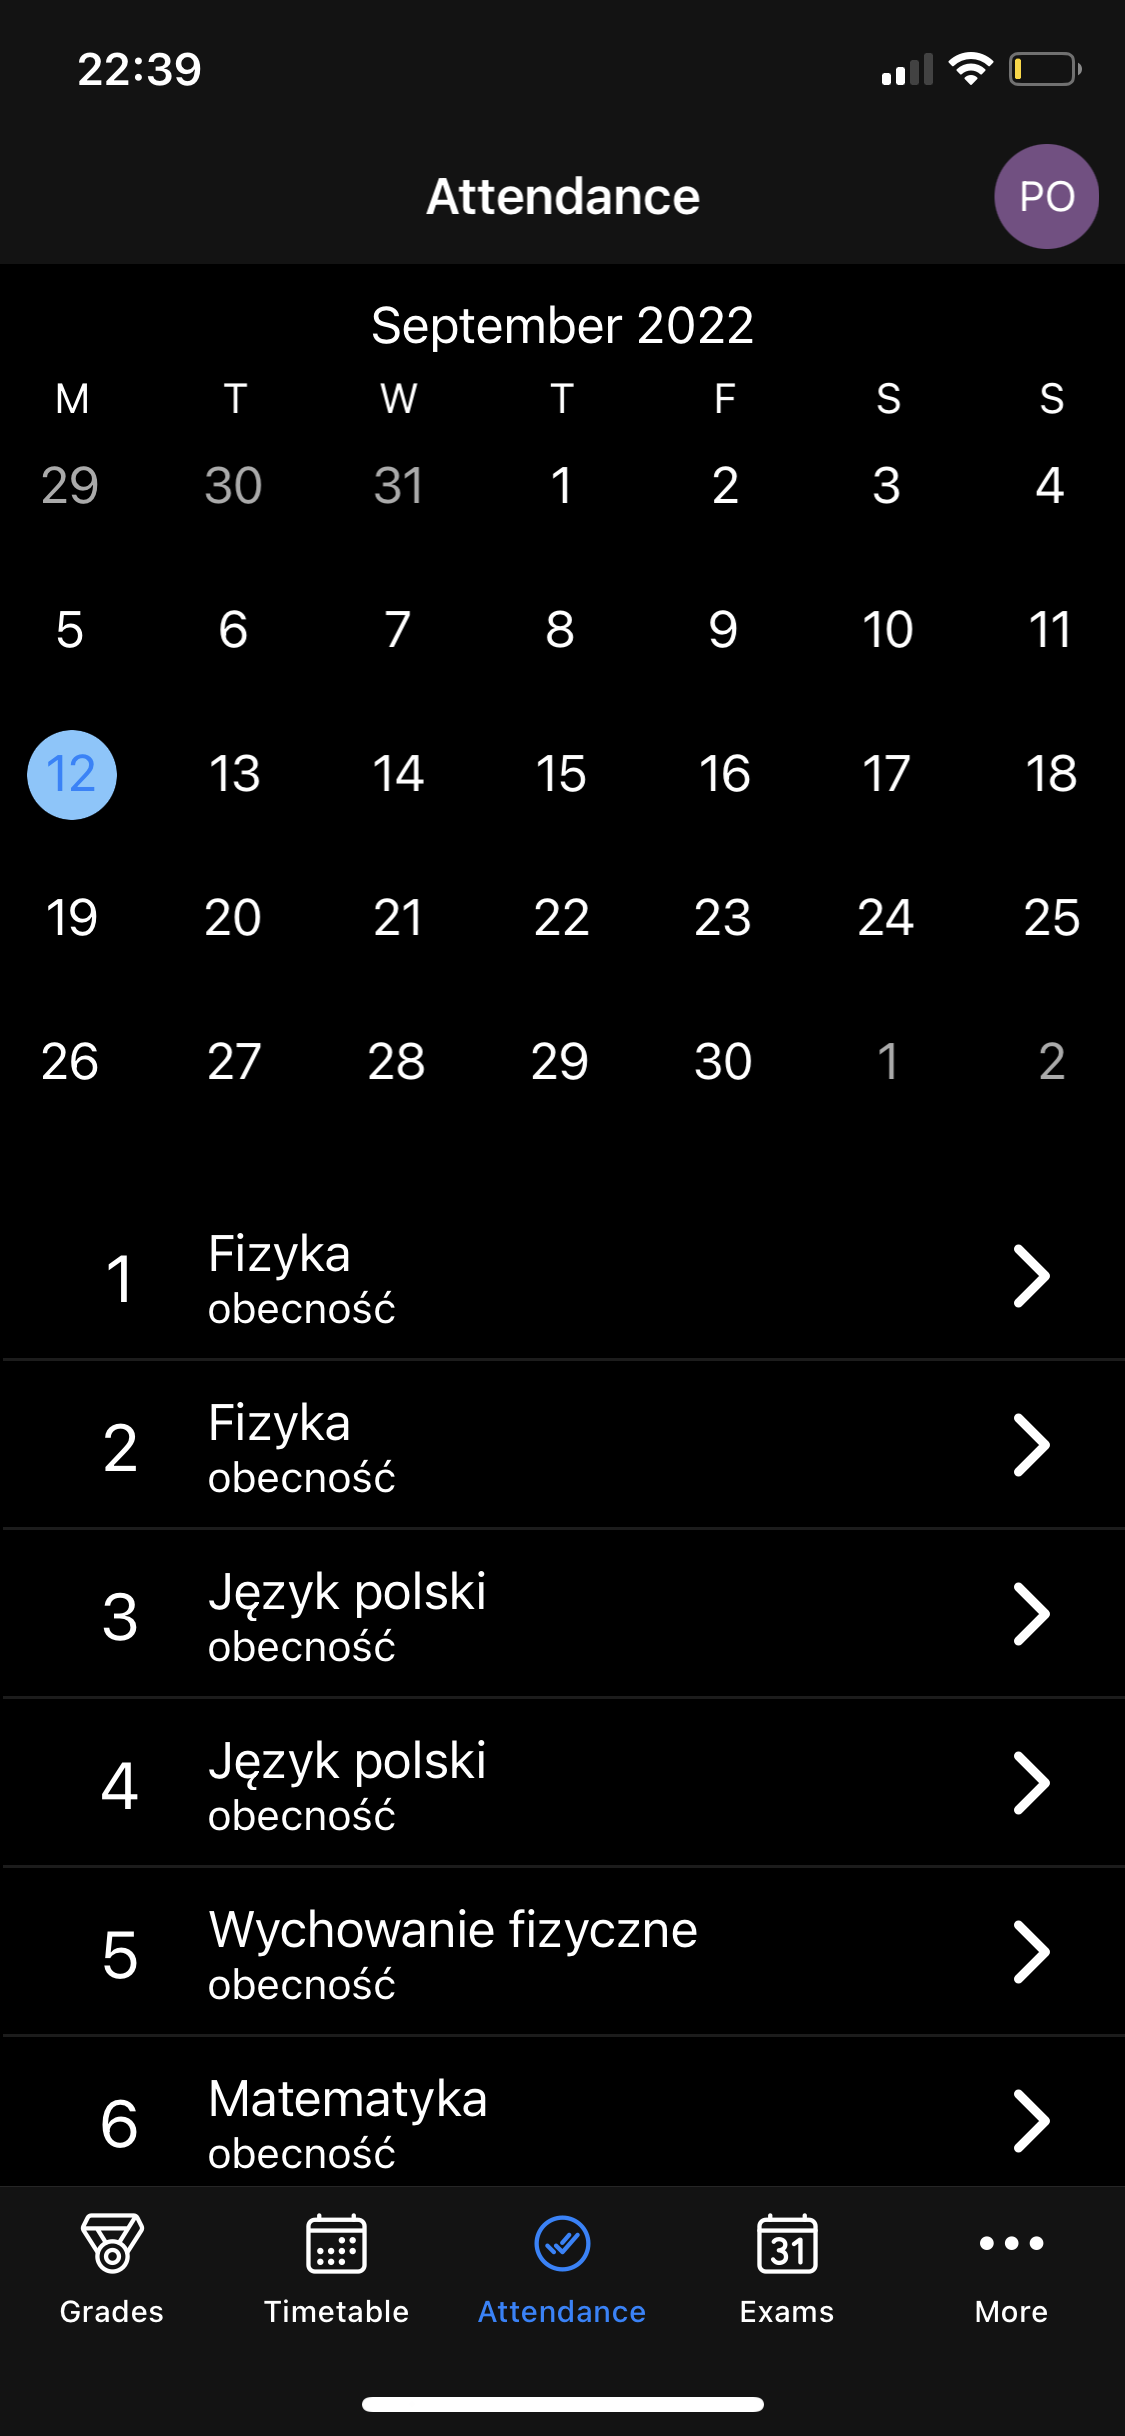 22:39
Attendance
PO
September 2022
M T W T F S S
29 30 31 1 2 3 4
5 6 7 8 9 10 11
12 13 14 15 16 17 18
19 20 21 22 23 24 25
26 27 28 29 30 1 2
1 Fizyka
obecność
2 Fizyka
obecność
3 Język polski
obecność
4 Język polski
obecność
5 Wychowanie fizyczne
obecność
6 Matematyka
obecność
31
Grades Timetable Attendance Exams More